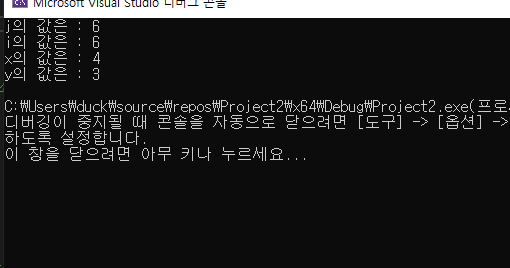 Microsoft Visual Studio 디버그 콘솔
j의 값은 : 6
i의 값은 : 6
x의 값은 : 4
y의 값은 : 3
C:\Users\duck\source\repos\Project2\x64\Debug\Project2.exe(프로
디버깅이 중지될 때 콘솔을 자동으로 닫으려면 [도구] -> [옵션] ->
하도록 설정합니다.
이 창을 닫으려면 아무 키나 누르세요...